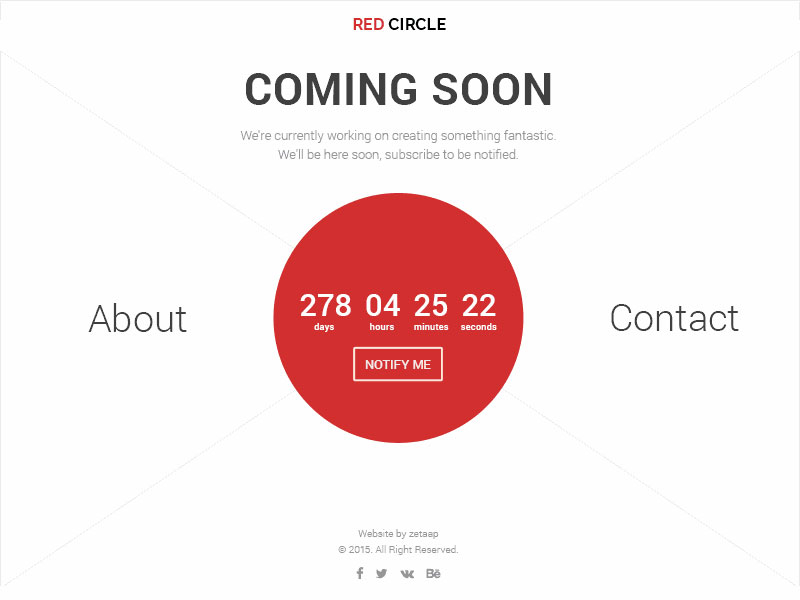 RED CIRCLE
COMING SOON
We're currently working on creating something fantastic.
We'll be here soon, subscribe to be notified.
About
278 04 25 22
days hours minutes seconds
NOTIFY ME
Contact
Website by zetaap
© 2015. All Right Reserved.